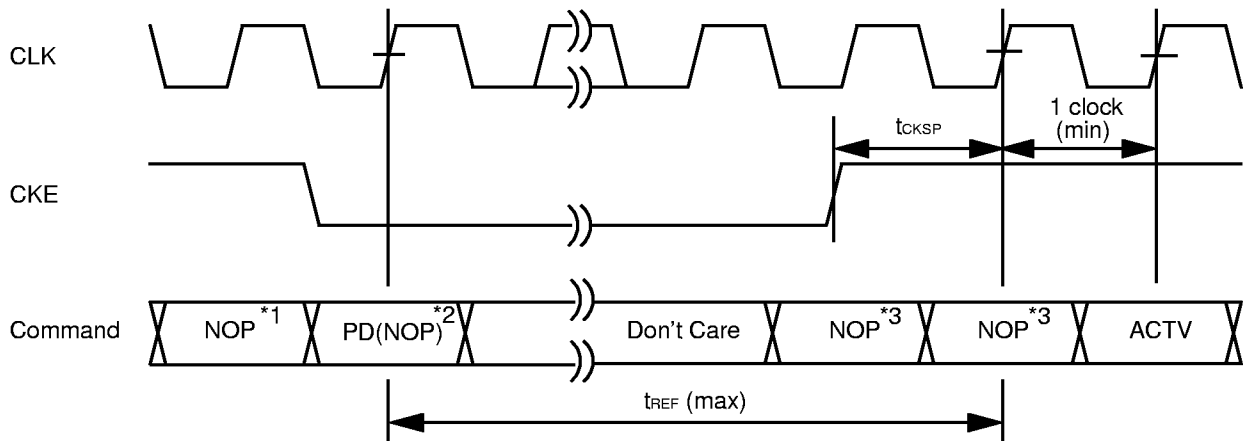 CLK
1 clock
(min)
tCKSP
CKE
Command
NOP *1
PD(NOP) *2
Don't Care
NOP *3
NOP *3
ACTV
tREF (max)